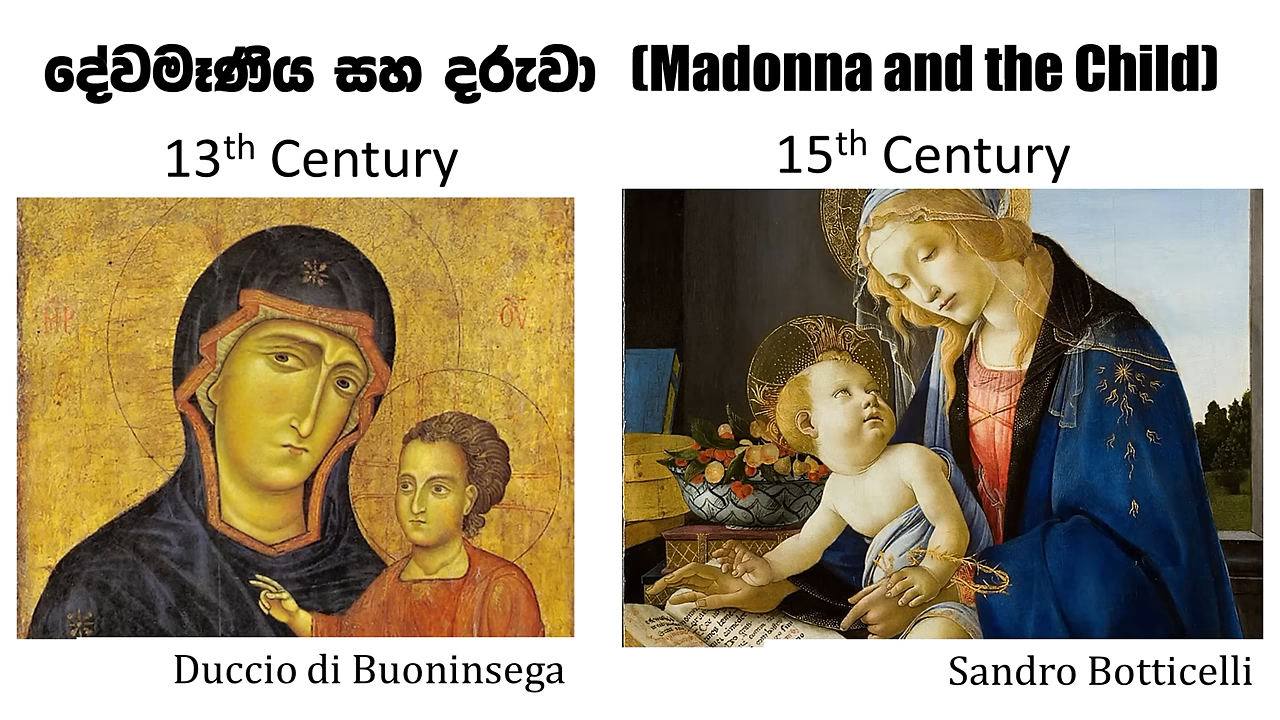 දේවමෑණිය සහ දරුවා (Madonna and the Child)
13th Century
15th Century
Duccio di Buoninsega
Sandro Botticelli